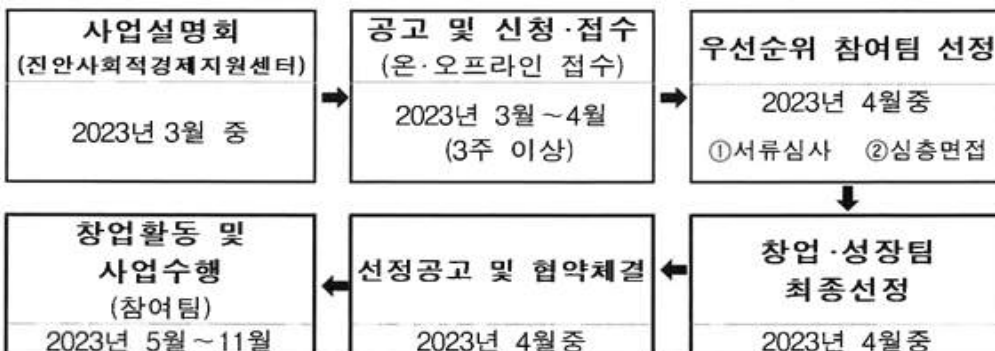 사업설명회
(진안사회적경제지원센터)
2023년 3월 중
공고 및 신청·접수
(온·오프라인 접수)
2023년 3월~4월
(3주 이상)
우선순위 참여팀 선정
2023년 4월중
①서류심사 ②심층면접
창업·성장팀
최종선정
2023년 4월중
선정공고 및 협약체결
2023년 4월중
창업활동 및
사업수행
(참여팀)
2023년 5월~11월